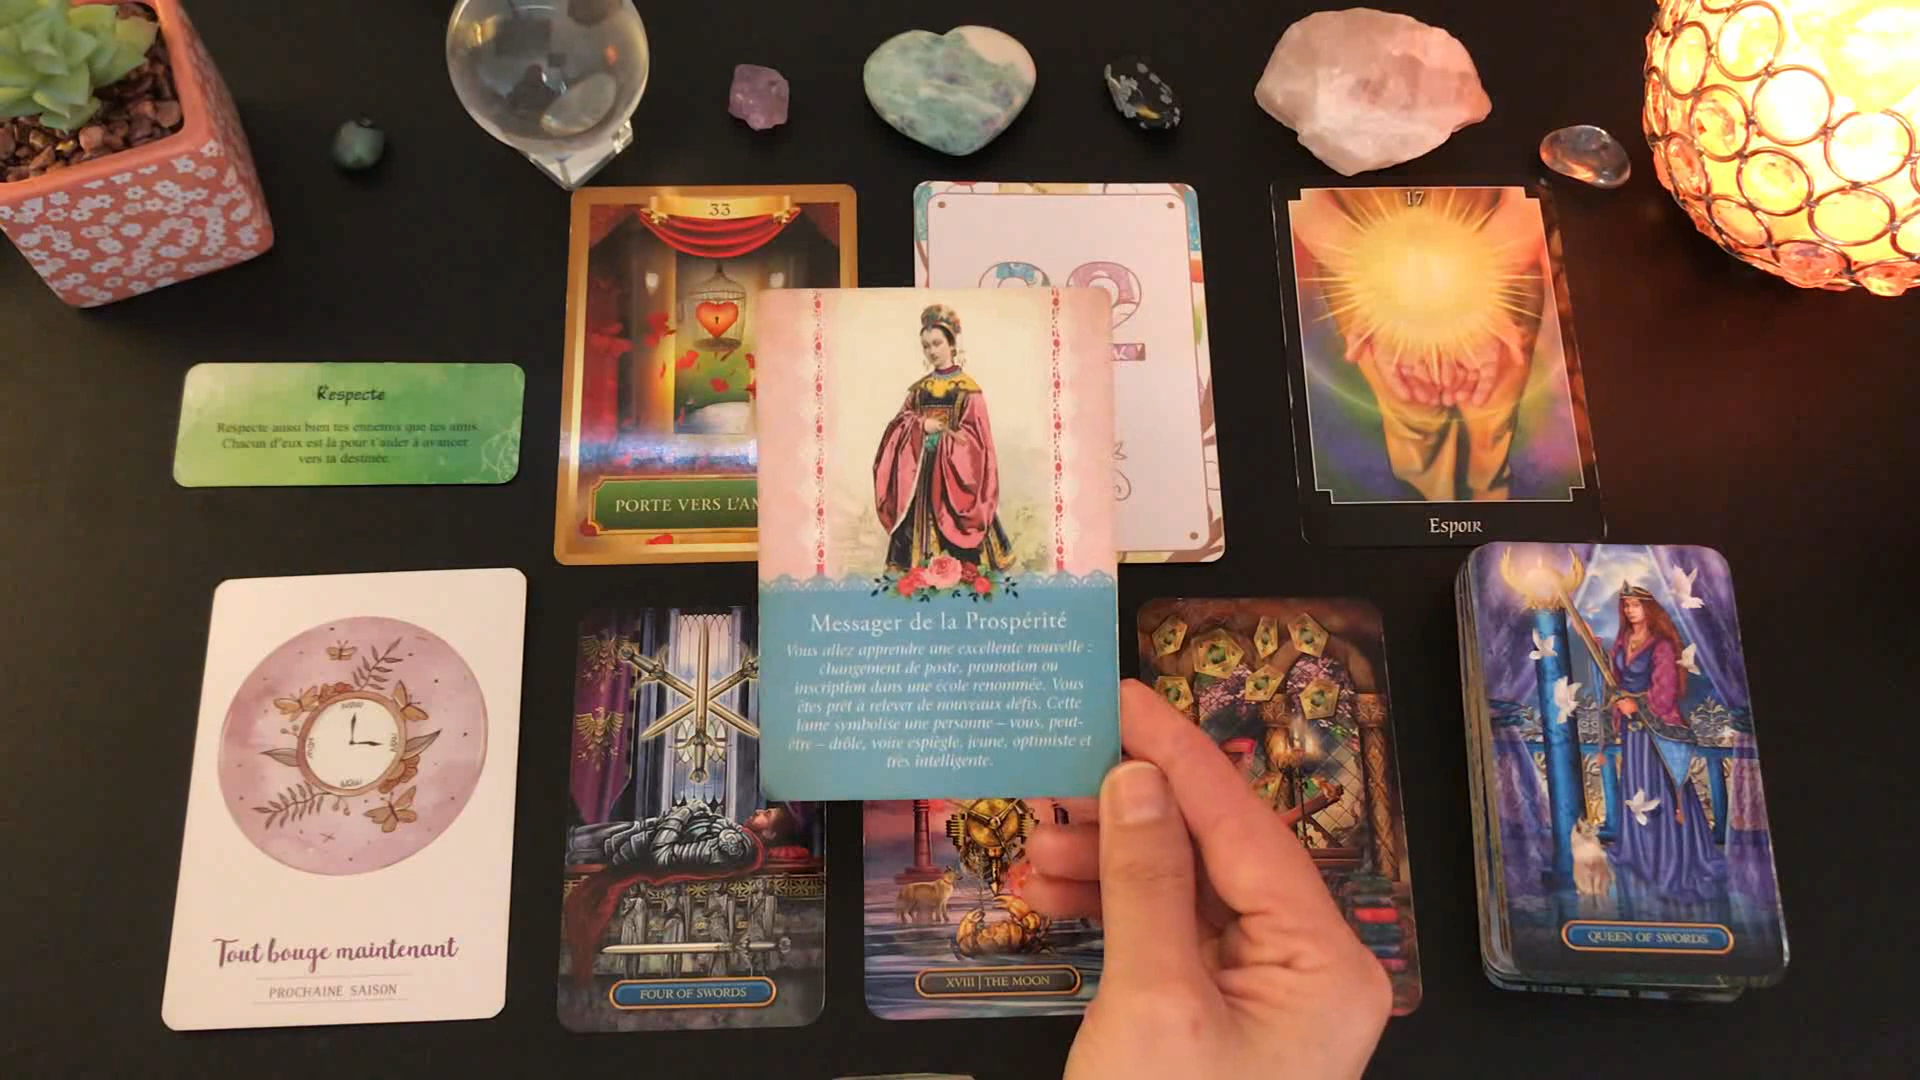 33
17
Respecte
Respecte aussi bien tes ennemis que tes amis.
Chacun d'eux est là pour t'aider à avancer
vers ta destinée.
PORTE VERS L'AM
Espoir
Messager de la Prospérité
Vous allez apprendre une excellente nouvelle :
changement de poste, promotion ou
inscription dans une école renommée. Vous
êtes prêt à relever de nouveaux défis. Cette
lame symbolise une personne – vous, peut-
être – drôle, voire espiègle, jeune, optimiste et
très intelligente.
NOW
NOW
NOW
NOW
Tout bouge maintenant
PROCHAINE SAISON
FOUR OF SWORDS
XVIII | THE MOON
QUEEN OF SWORDS